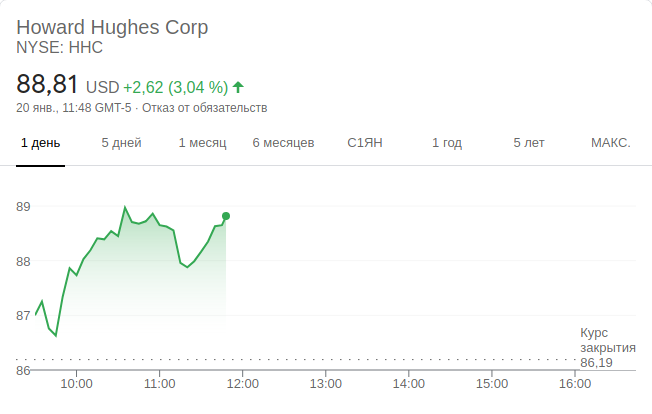 Howard Hughes Corp
NYSE: HHC
88,81 USD +2,62 (3,04 %)
20 янв., 11:48 GMT-5 · Отказ от обязательств
1 день 5 дней 1 месяц 6 месяцев С1ЯН 1 год 5 лет МАКС.
89
88
87
Курс
закрытия
86,19
86
10:00 11:00 12:00 13:00 14:00 15:00 16:00